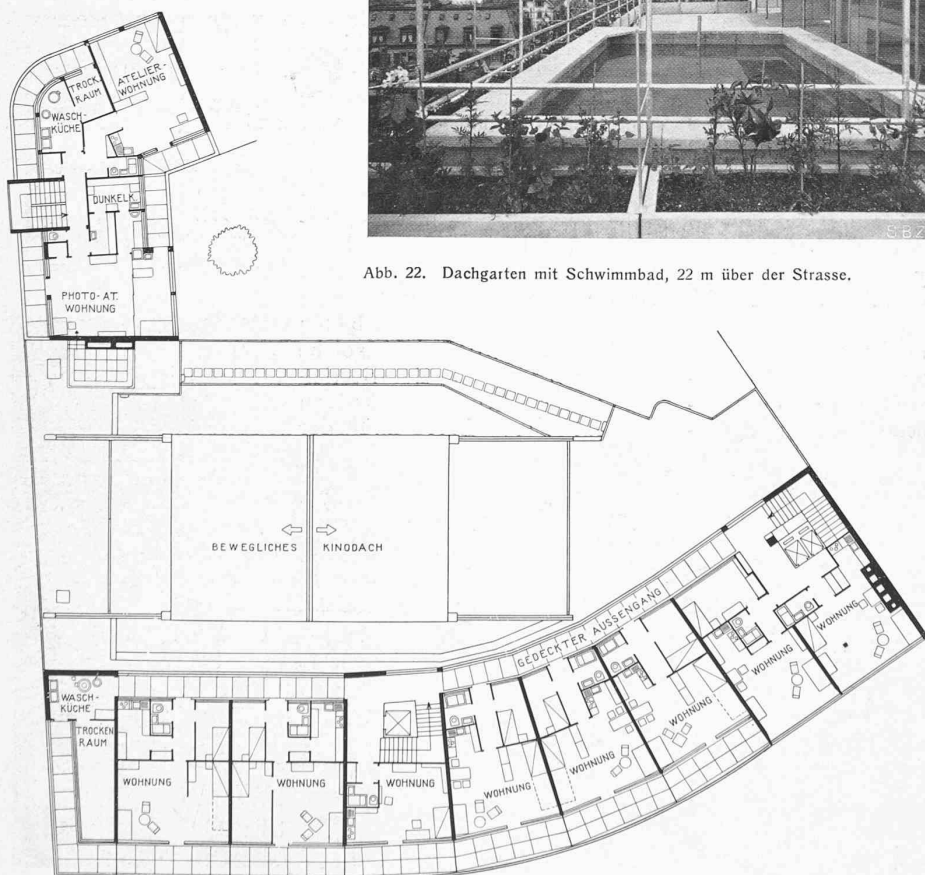 SBZ
Abb. 22. Dachgarten mit Schwimmbad, 22 m über der Strasse.
TROCK.
RAUM
ATELIER-
WOHNUNG
WASCH-
KÜCHE
DUNKELK.
PHOTO-AT.
WOHNUNG
BEWEGLICHES KINODACH
GEDECKTER AUSSENGANG
WASCH-
KÜCHE
TROCKEN
RAUM
WOHNUNG
WOHNUNG
WOHNUNG
WOHNUNG
WOHNUNG
WOHNUNG
WOHNUNG
WOHNUNG